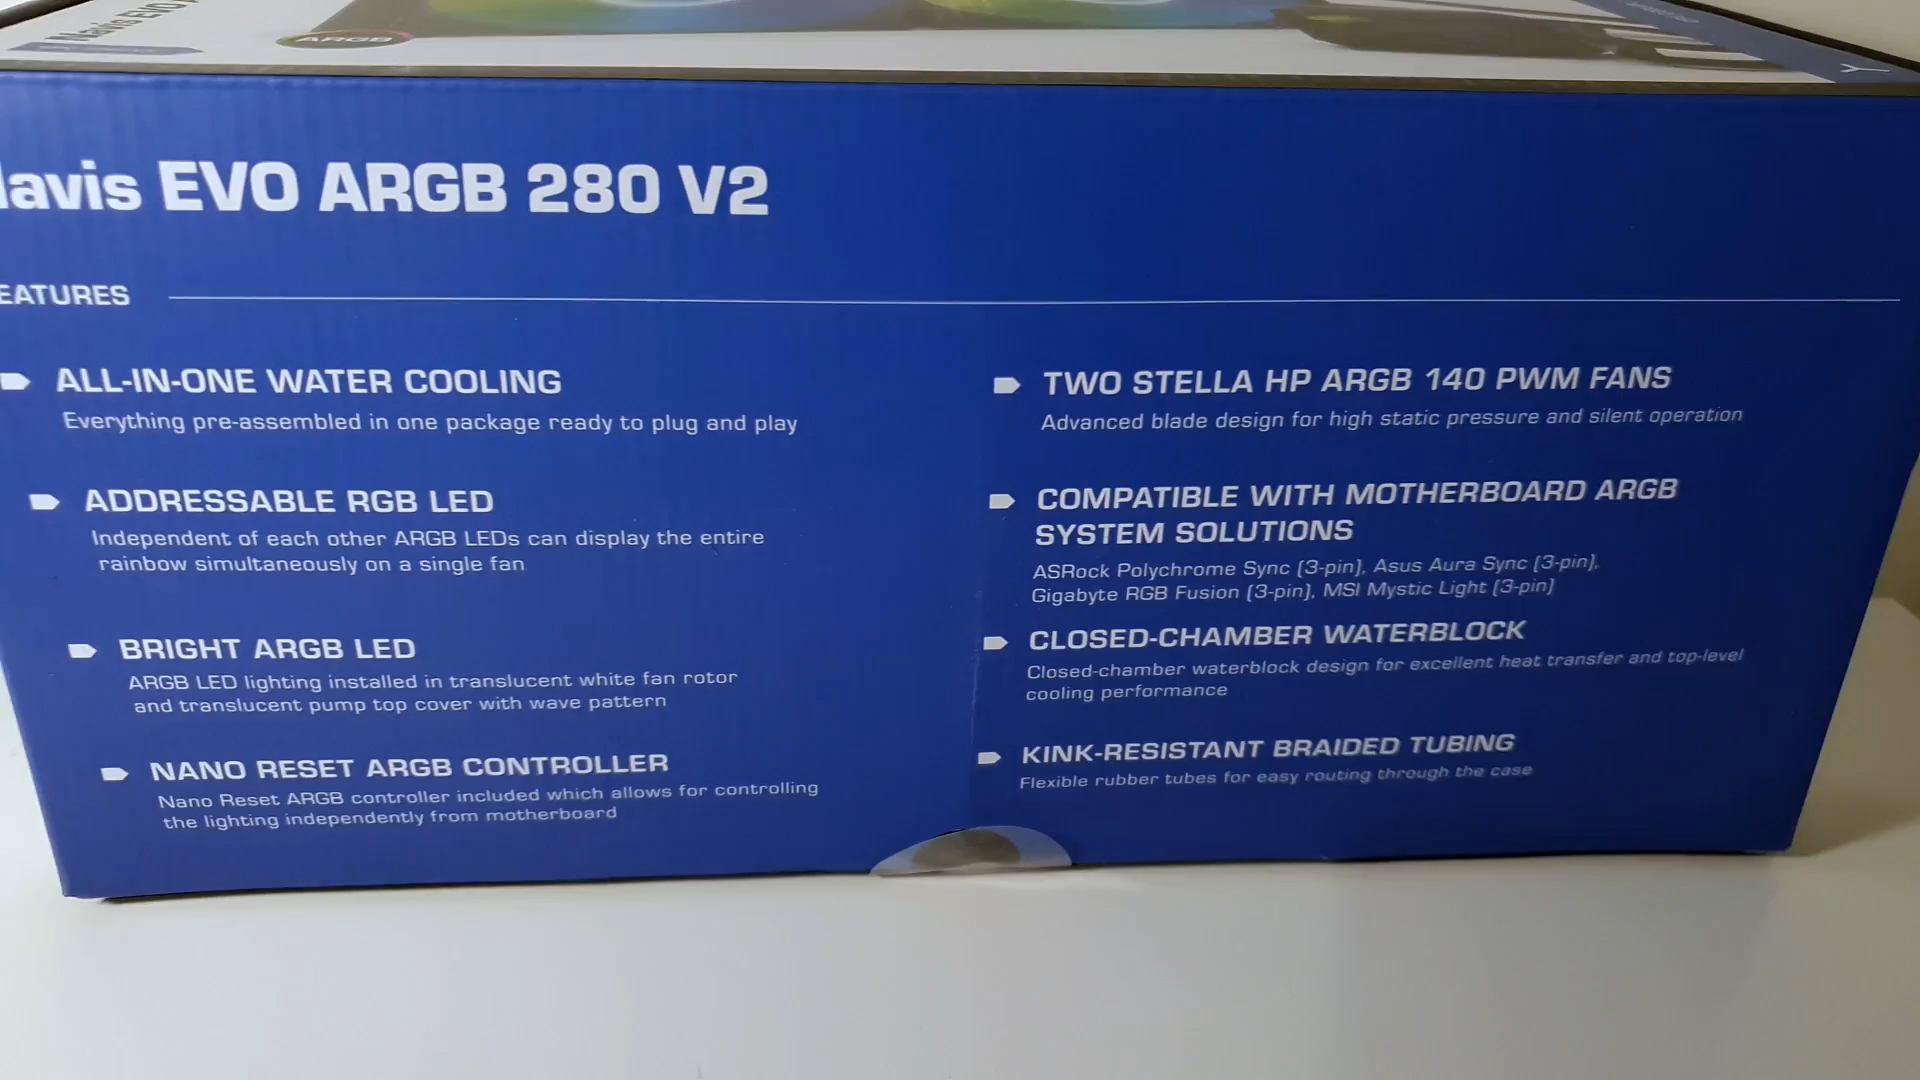 Navis EVO
ARGB
avis EVO ARGB 280 V2
EATURES
ALL-IN-ONE WATER COOLING
Everything pre-assembled in one package ready to plug and play
ADDRESSABLE RGB LED
Independent of each other ARGB LEDs can display the entire
rainbow simultaneously on a single fan
BRIGHT ARGB LED
ARGB LED lighting installed in translucent white fan rotor
and translucent pump top cover with wave pattern
NANO RESET ARGB CONTROLLER
Nano Reset ARGB controller included which allows for controlling
the lighting independently from motherboard
TWO STELLA HP ARGB 140 PWM FANS
Advanced blade design for high static pressure and silent operation
COMPATIBLE WITH MOTHERBOARD ARGB
SYSTEM SOLUTIONS
ASRock Polychrome Sync (3-pin), Asus Aura Sync (3-pin),
Gigabyte RGB Fusion (3-pin), MSI Mystic Light (3-pin)
CLOSED-CHAMBER WATERBLOCK
Closed-chamber waterblock design for excellent heat transfer and top-level
cooling performance
KINK-RESISTANT BRAIDED TUBING
Flexible rubber tubes for easy routing through the case